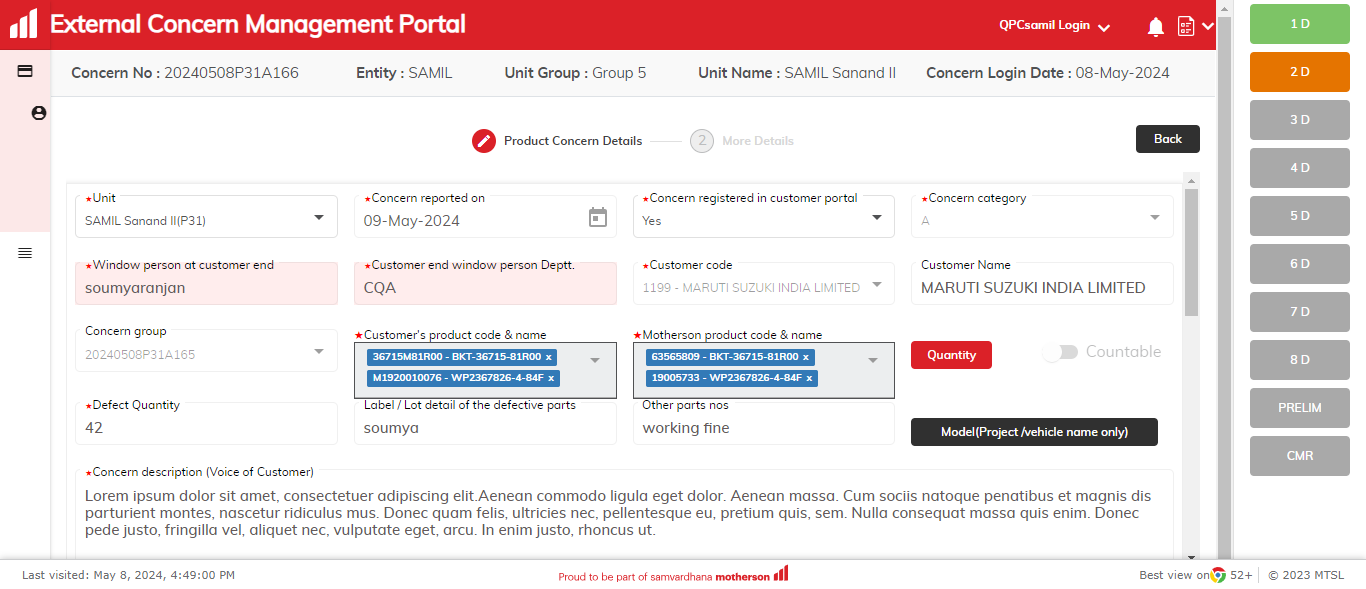 External Concern Management Portal
QPCsamil Login
Concern No : 20240508P31A166 Entity : SAMIL Unit Group : Group 5 Unit Name : SAMIL Sanand II Concern Login Date : 08-May-2024
Product Concern Details 2 More Details
Back
*Unit *Concern reported on *Concern registered in customer portal *Concern category
SAMIL Sanand II(P31) 09-May-2024 Yes A
*Window person at customer end *Customer end window person Deptt. *Customer code Customer Name
soumyaranjan CQA 1199 - MARUTI SUZUKI INDIA LIMITED MARUTI SUZUKI INDIA LIMITED
Concern group *Customer's product code & name *Motherson product code & name
20240508P31A165 36715M81R00 - BKT-36715-81R00 x 63565809 - BKT-36715-81R00 x Quantity Countable
M1920010076 - WP2367826-4-84F x 19005733 - WP2367826-4-84F x
*Defect Quantity Label / Lot detail of the defective parts Other parts nos
42 soumya working fine Model(Project /vehicle name only)
*Concern description (Voice of Customer)
Lorem ipsum dolor sit amet, consectetuer adipiscing elit.Aenean commodo ligula eget dolor. Aenean massa. Cum sociis natoque penatibus et magnis dis
parturient montes, nascetur ridiculus mus. Donec quam felis, ultricies nec, pellentesque eu, pretium quis, sem. Nulla consequat massa quis enim. Donec
pede justo, fringilla vel, aliquet nec, vulputate eget, arcu. In enim justo, rhoncus ut.
1 D
2 D
3 D
4 D
5 D
6 D
7 D
8 D
PRELIM
CMR
Last visited: May 8, 2024, 4:49:00 PM Proud to be part of samvardhana motherson Best view on 52+ © 2023 MTSL